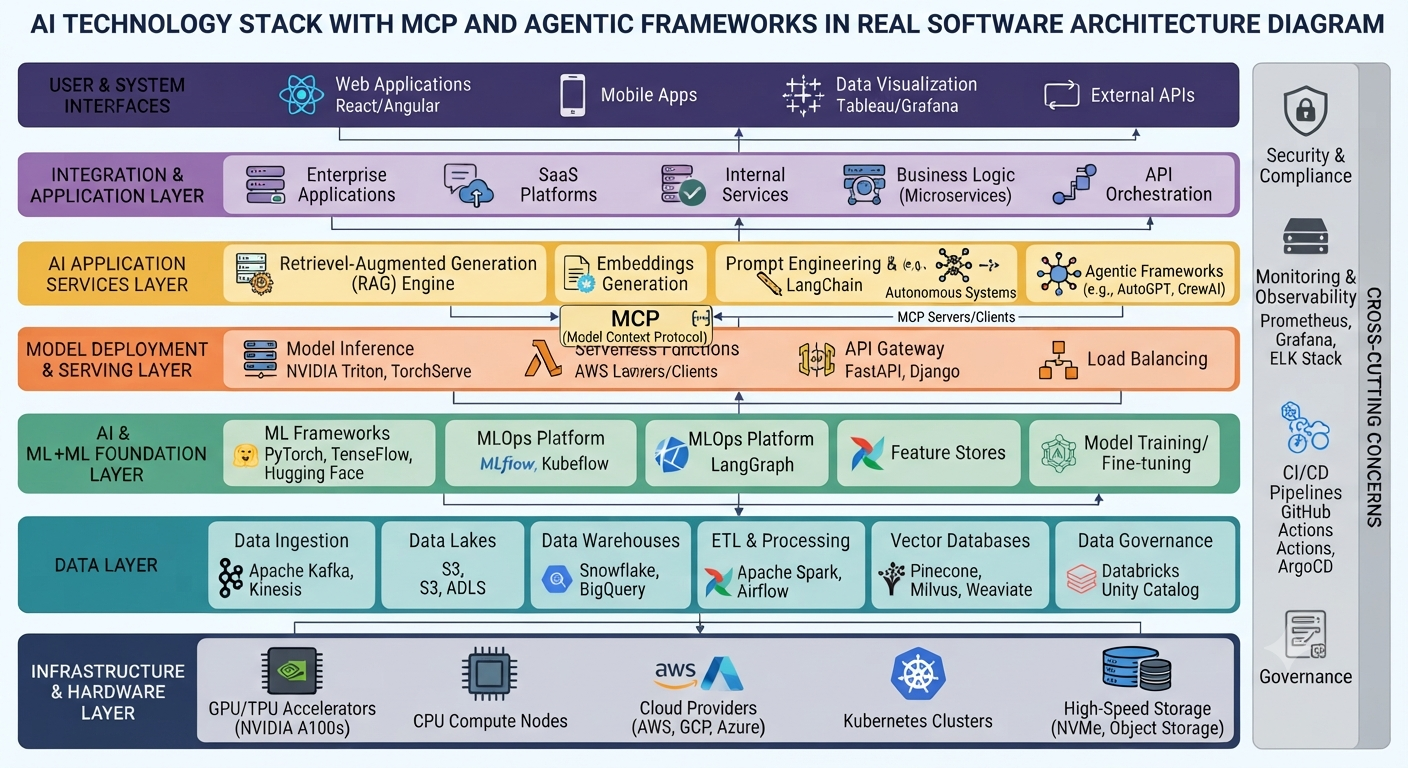 AI TECHNOLOGY STACK WITH MCP AND AGENTIC FRAMEWORKS IN REAL SOFTWARE ARCHITECTURE DIAGRAM
USER & SYSTEM
INTERFACES
Web Applications
React/Angular
Mobile Apps
Data Visualization
Tableau/Grafana
External APIs
INTEGRATION &
APPLICATION LAYER
Enterprise
Applications
SaaS
Platforms
Internal
Services
Business Logic
(Microservices)
API
Orchestration
AI APPLICATION
SERVICES LAYER
Retrievel-Augmented Generation
(RAG) Engine
Embeddings
Generation
Prompt Engineering &
LangChain
(e.g.,
Autonomous Systems
Agentic Frameworks
(e.g., AutoGPT, CrewAI)
MCP
(Model Context Protocol)
MCP Servers/Clients
MODEL DEPLOYMENT
& SERVING LAYER
Model Inference
NVIDIA Triton, TorchServe
Serverless Functions
AWS Lavvers/Clients
API Gateway
FastAPI, Django
Load Balancing
AI &
ML+ML FOUNDATION
LAYER
ML Frameworks
PyTorch, TenseFlow,
Hugging Face
MLOps Platform
MLflow, Kubeflow
MLOps Platform
LangGraph
Feature Stores
Model Training/
Fine-tuning
DATA LAYER
Data Ingestion
Apache Kafka,
Kinesis
Data Lakes
S3,
S3, ADLS
Data Warehouses
Snowflake,
BigQuery
ETL & Processing
Apache Spark,
Airflow
Vector Databases
Pinecone,
Milvus, Weaviate
Data Governance
Databricks
Unity Catalog
INFRASTRUCTURE
& HARDWARE
LAYER
GPU/TPU Accelerators
(NVIDIA A100s)
CPU Compute Nodes
aws
Cloud Providers
(AWS, GCP, Azure)
Kubernetes Clusters
High-Speed Storage
(NVMe, Object Storage)
Security &
Compliance
Monitoring &
Observability
Prometheus,
Grafana,
ELK Stack
CI/CD
Pipelines
GitHub
Actions
Actions,
ArgoCD
Governance
CROSS-CUTTING CONCERNS